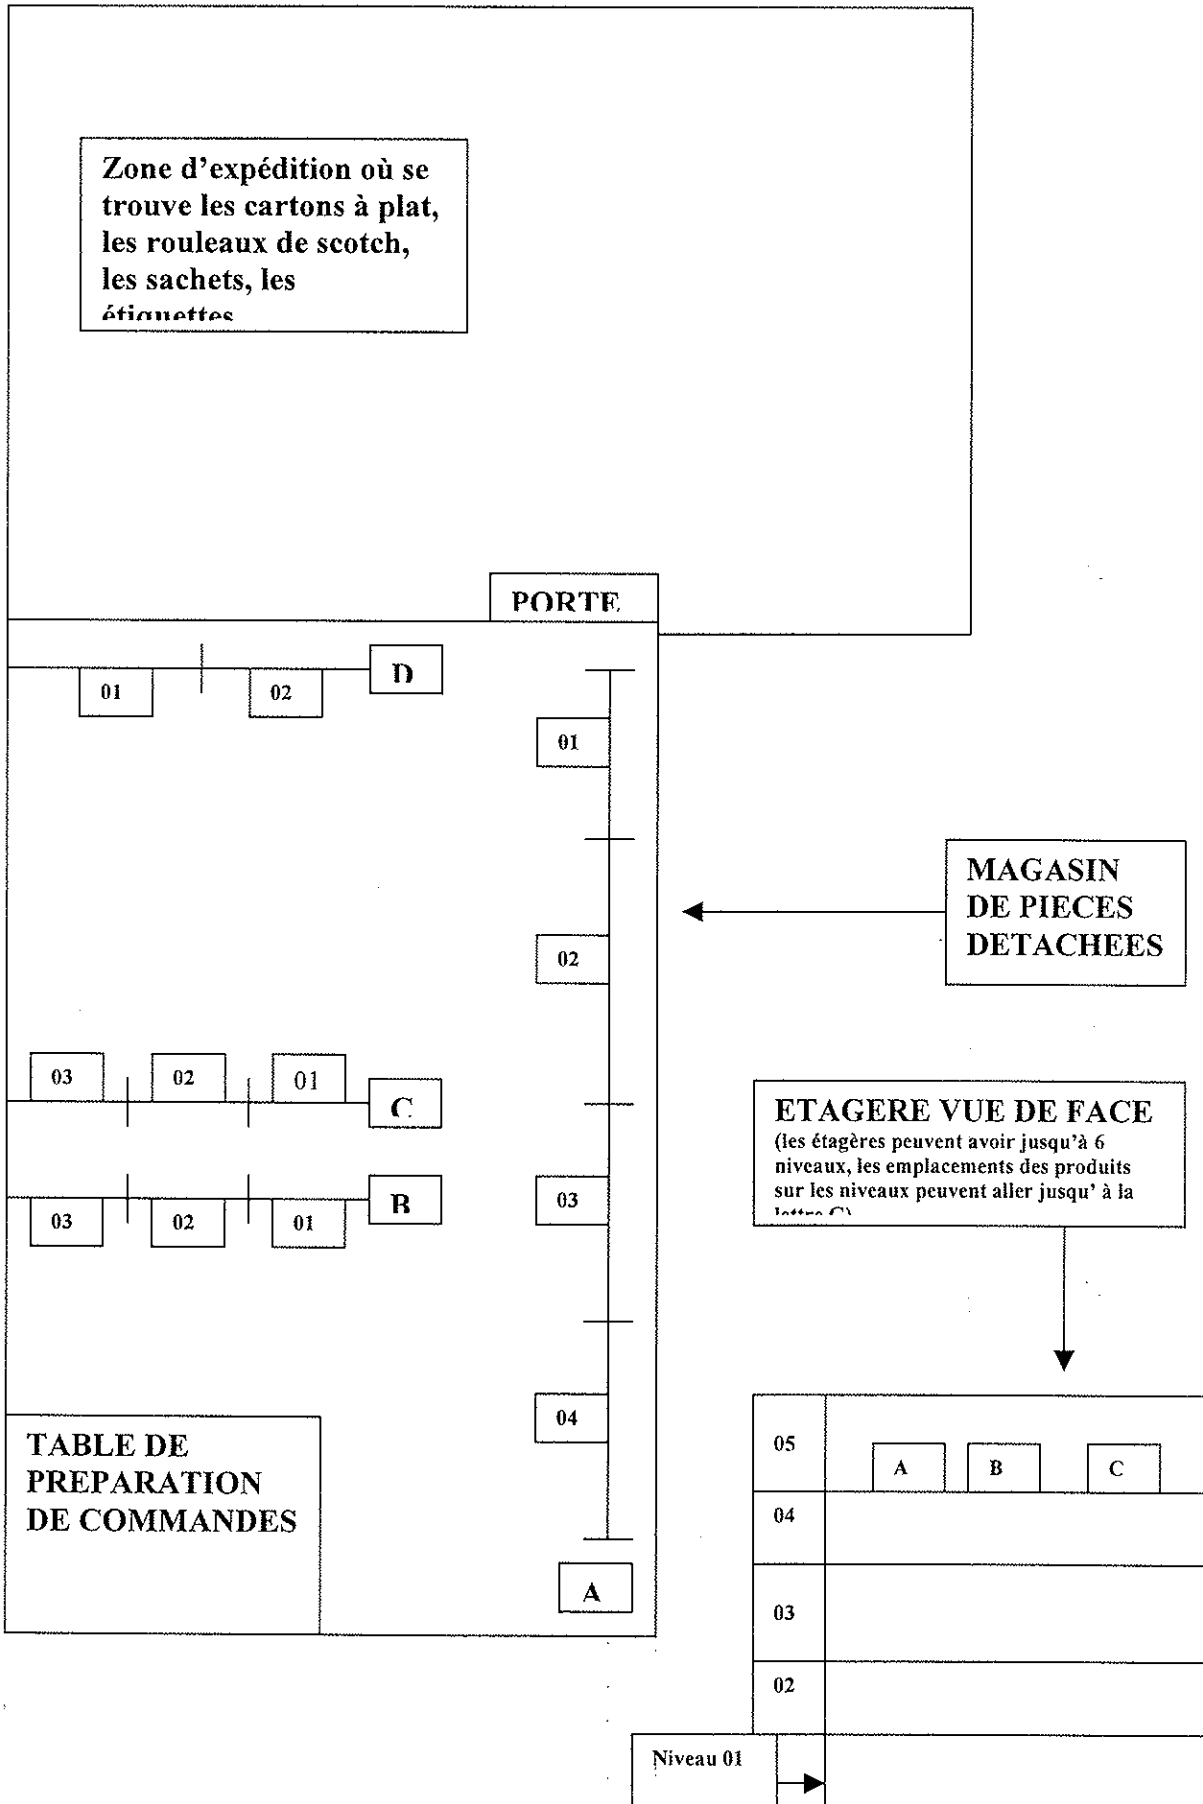 Zone d'expédition où se
trouve les cartons à plat,
les rouleaux de scotch,
les sachets, les
étiquettes
PORTE
D
01
02
01
02
MAGASIN
DE PIECES
DETACHEES
03
02
01
C
ETAGERE VUE DE FACE
(les étagères peuvent avoir jusqu'à 6
niveaux, les emplacements des produits
sur les niveaux peuvent aller jusqu' à la
lettre C)
B
03
02
01
03
04
TABLE DE
PREPARATION
DE COMMANDES
A
05
A
B
C
04
03
02
Niveau 01